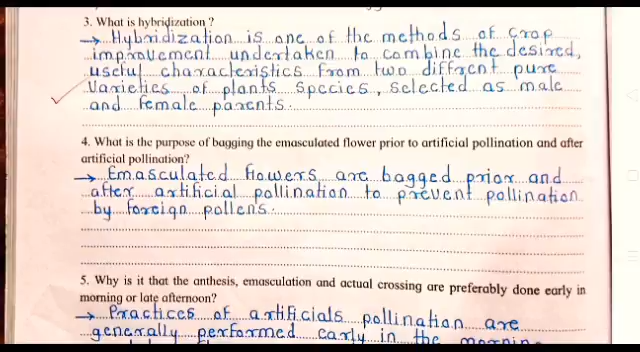 3. What is hybridization ?
→ Hybridization is one of the methods of crop
improvement undertaken to combine the desired,
useful characteristics from two diffrent pure
Varieties of plants species, selected as male
and female parents.
4. What is the purpose of bagging the emasculated flower prior to artificial pollination and after
artificial pollination?
→ Emasculated flowers are bagged prior and
after artificial pollination to prevent pollination
by foreign pollens.
5. Why is it that the anthesis, emasculation and actual crossing are preferably done early in
morning or late afternoon?
→ Practices of artificials pollination are
generally performed early in the